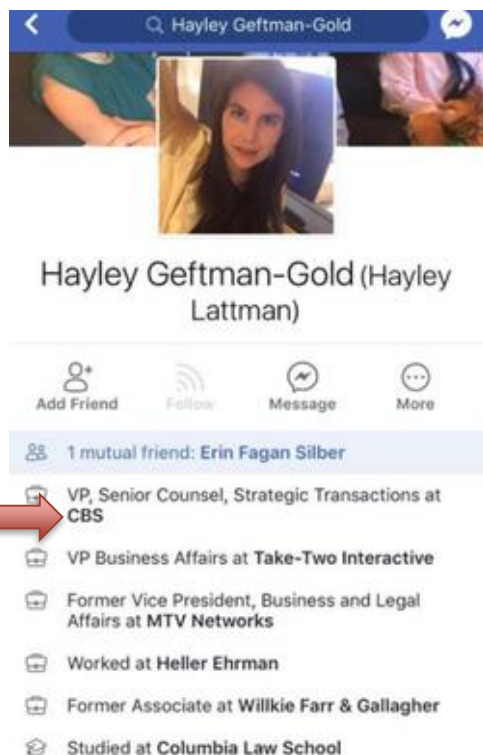 Hayley Geftman-Gold
Hayley Geftman-Gold (Hayley
Lattman)
Add Friend
Follow
Message
More
1 mutual friend: Erin Fagan Silber
VP, Senior Counsel, Strategic Transactions at
CBS
VP Business Affairs at Take-Two Interactive
Former Vice President, Business and Legal
Affairs at MTV Networks
Worked at Heller Ehrman
Former Associate at Willkie Farr & Gallagher
Studied at Columbia Law School